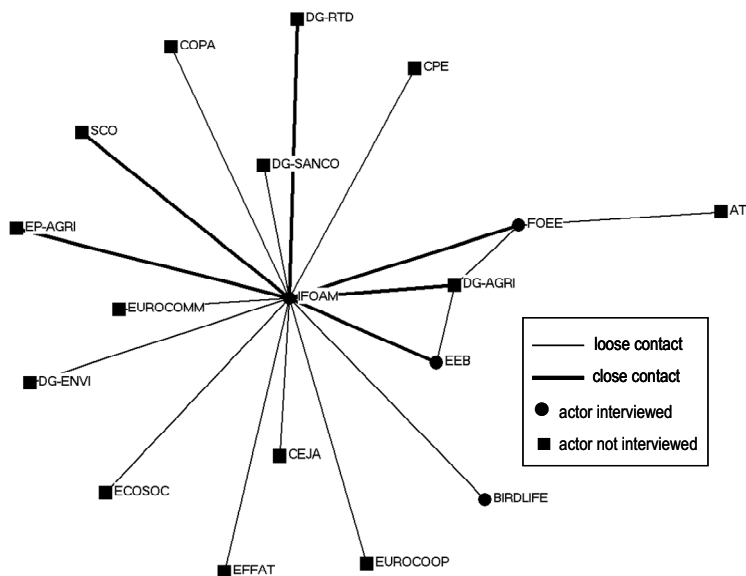 DG-RTD
COPA
CPE
SCO
DG-SANCO
AT
FOEE
EP-AGRI
DG-AGRI
IFOAM
EUROCOMM
loose contact
EEB
close contact
DG-ENVI
actor interviewed
actor not interviewed
CEJA
ECOSOC
BIRDLIFE
EUROCOOP
EFFAT